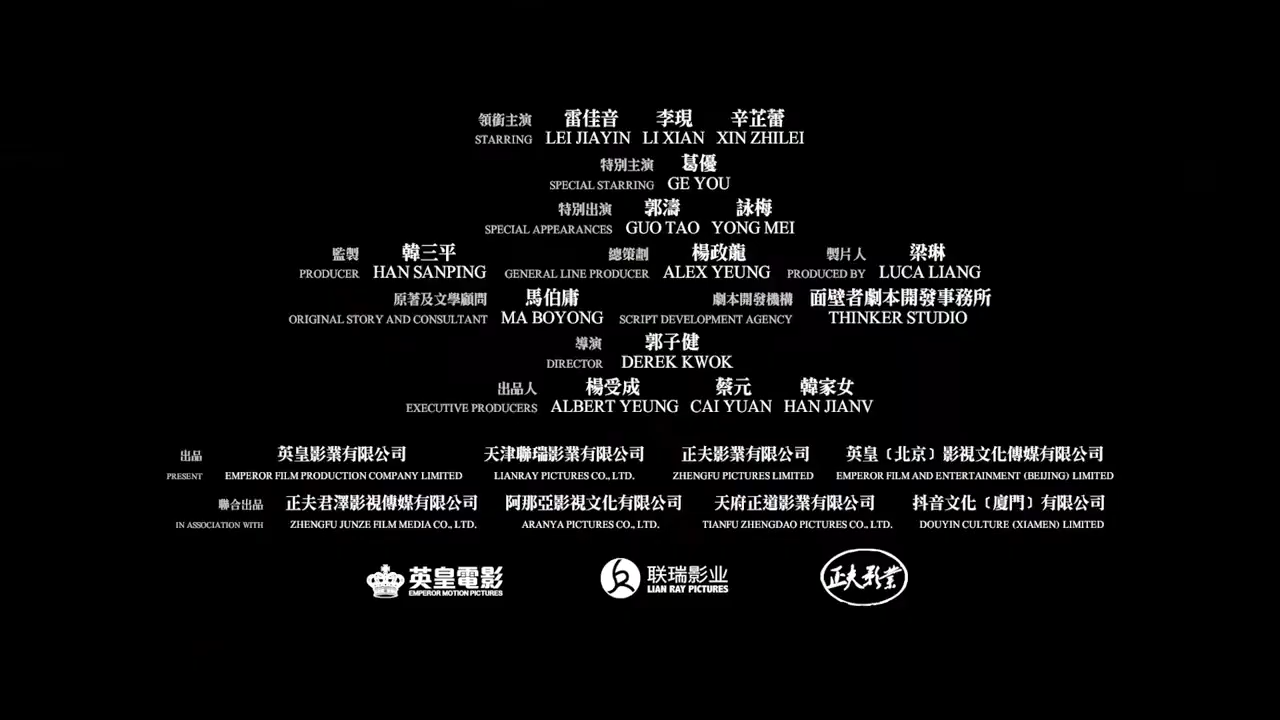 領銜主演 雷佳音 李現 辛芷蕾
STARRING LEI JIAYIN LI XIAN XIN ZHILEI
特別主演 葛優
SPECIAL STARRING GE YOU
特別出演 郭濤 詠梅
SPECIAL APPEARANCES GUO TAO YONG MEI
監製 韓三平 總策劃 楊政龍 製片人 梁琳
PRODUCER HAN SANPING GENERAL LINE PRODUCER ALEX YEUNG PRODUCED BY LUCA LIANG
原著及文學顧問 馬伯庸 劇本開發機構 面壁者劇本開發事務所
ORIGINAL STORY AND CONSULTANT MA BOYONG SCRIPT DEVELOPMENT AGENCY THINKER STUDIO
導演 郭子健
DIRECTOR DEREK KWOK
出品人 楊受成 蔡元 韓家女
EXECUTIVE PRODUCERS ALBERT YEUNG CAI YUAN HAN JIANV
出品 英皇影業有限公司 天津聯瑞影業有限公司 正夫影業有限公司 英皇〔北京〕影視文化傳媒有限公司
PRESENT EMPEROR FILM PRODUCTION COMPANY LIMITED LIANRAY PICTURES CO., LTD. ZHENGFU PICTURES LIMITED EMPEROR FILM AND ENTERTAINMENT (BEIJING) LIMITED
聯合出品 正夫君澤影視傳媒有限公司 阿那亞影視文化有限公司 天府正道影業有限公司 抖音文化〔廈門〕有限公司
IN ASSOCIATION WITH ZHENGFU JUNZE FILM MEDIA CO., LTD. ARANYA PICTURES CO., LTD. TIANFU ZHENGDAO PICTURES CO., LTD. DOUYIN CULTURE (XIAMEN) LIMITED
英皇電影 联瑞影业 正夫影業
EMPEROR MOTION PICTURES LIAN RAY PICTURES